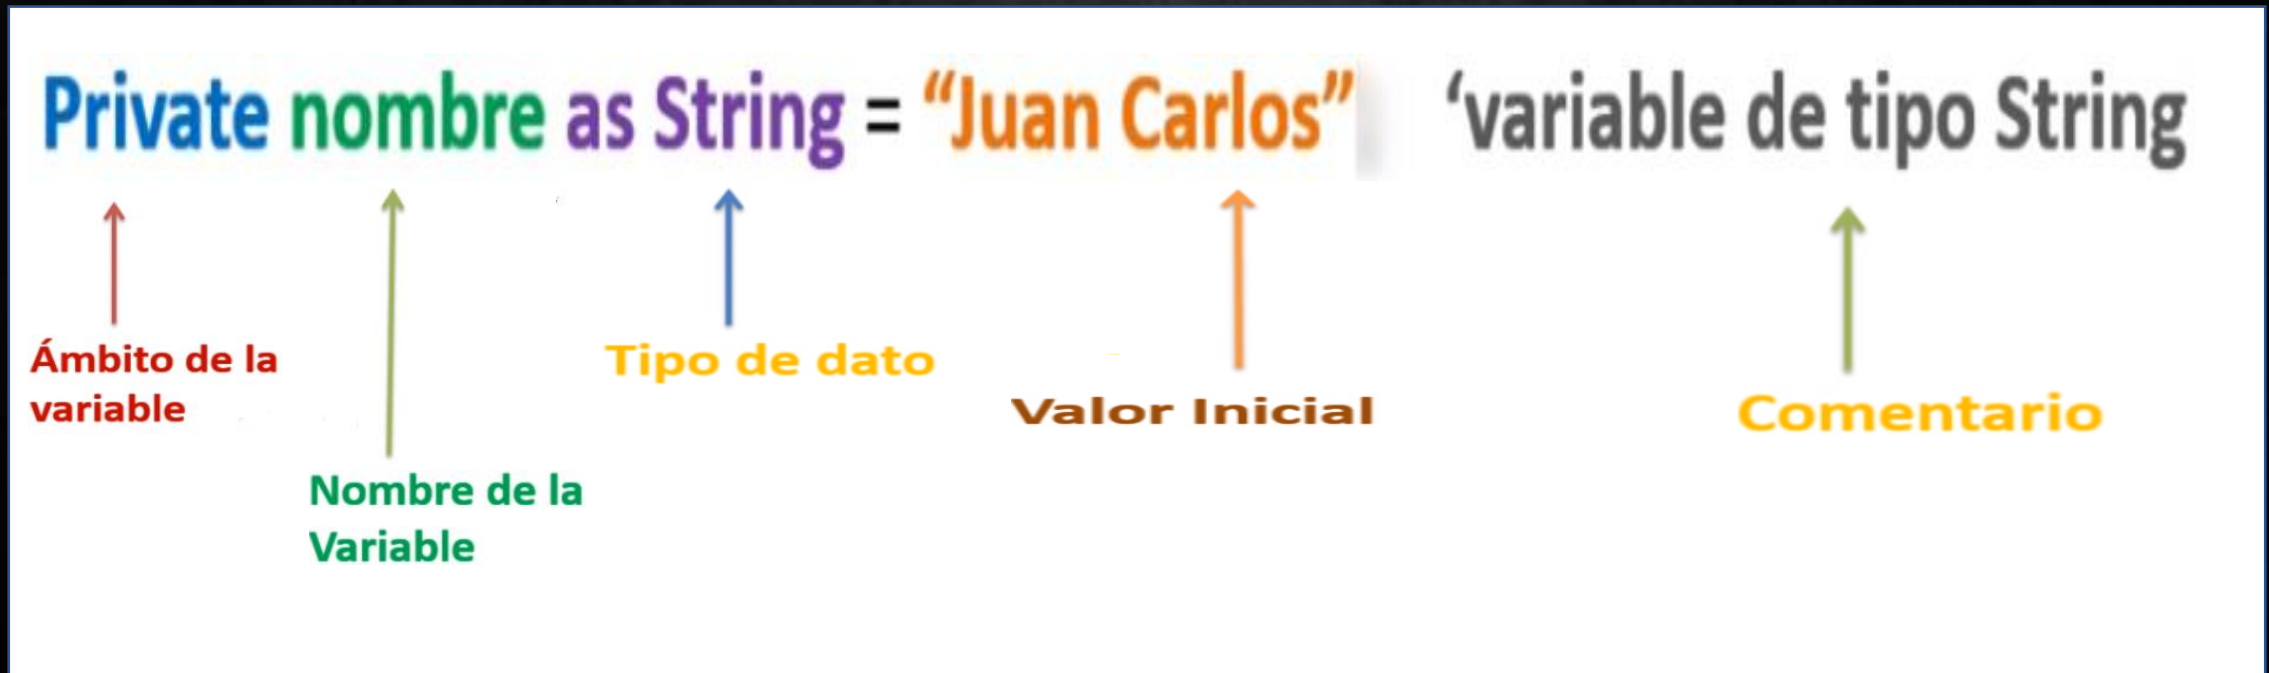 Private nombre as String = “Juan Carlos” ‘variable de tipo String
Ámbito de la
variable
Tipo de dato
Valor Inicial
Comentario
Nombre de la
Variable